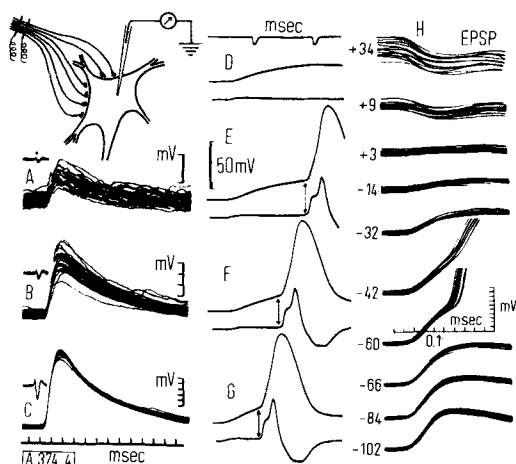 msec
H
EPSP
+34
D
+9
mV
E
+3
50mV
A
-14
-32
mV
F
B
-42
mV
msec
0.1
-60
mV
G
-66
C
-84
-102
A 374 4
msec